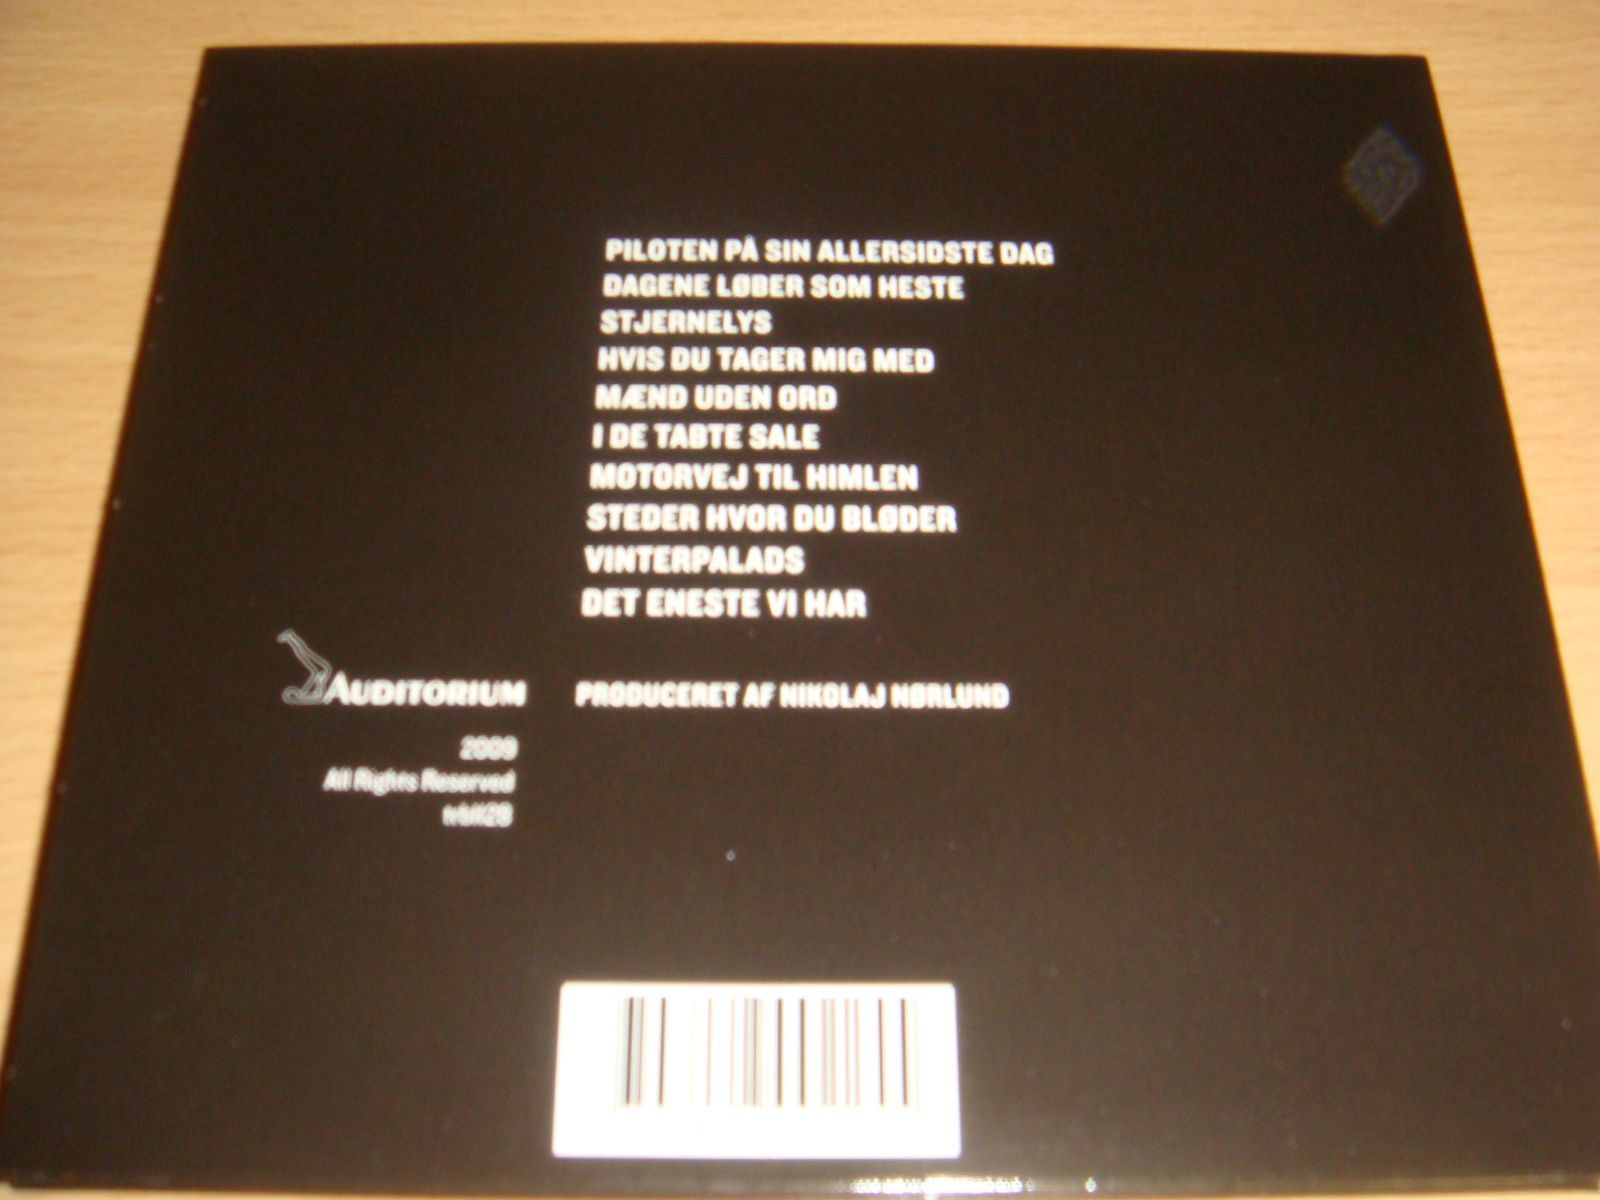 PILOTEN PÅ SIN ALLERSIDSTE DAG
DAGENE LØBER SOM HESTE
STJERNELYS
HVIS DU TAGER MIG MED
MÆND UDEN ORD
I DE TABTE SALE
MOTORVEJ TIL HIMLEN
STEDER HVOR DU BLØDER
VINTERPALADS
DET ENESTE VI HAR
AUDITORIUM
PRODUCERET AF NIKOLAJ NØRLUND
2009
All Rights Reserved